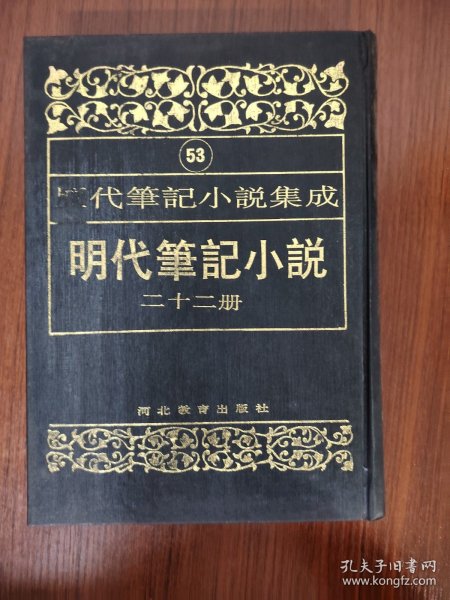 53
代筆記小説集成
明代筆記小説
二十二册
河北教育出版社
孔夫子旧书网
www.kongfz.com